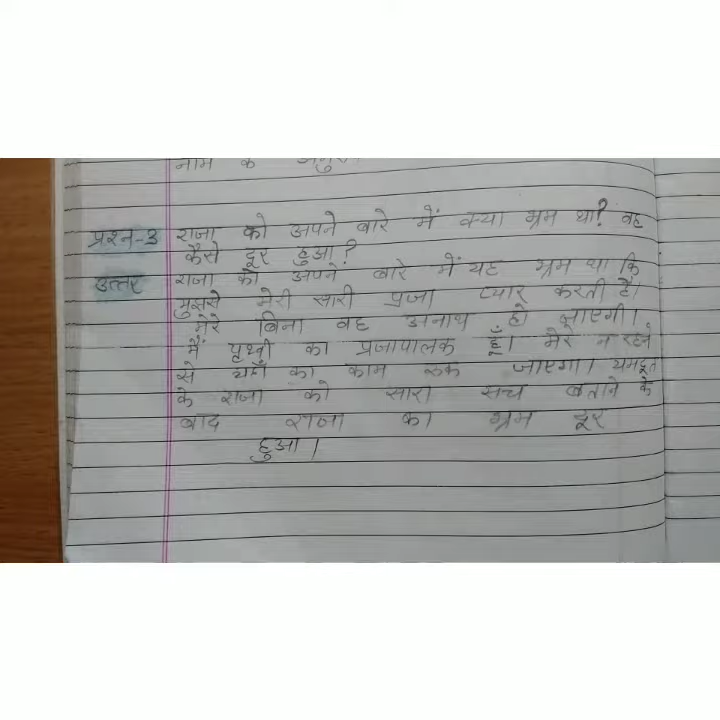 नाम के
प्रश्न-3 राजा को अपने बारे में क्या भ्रम था? वह
कैसे दूर हुआ?
उत्तर राजा को अपने बारे में यह भ्रम था कि
मुझसे मेरी सारी प्रजा प्यार करती है।
मेरे बिना वह अनाथ हो जाएगी।
मैं पृथ्वी का प्रजापालक हूँ। मेरे न रहने
से यहाँ का काम रुक जाएगा। यमदूत
के राजा को सारा सच बताने के
बाद राजा का भ्रम दूर
हुआ।